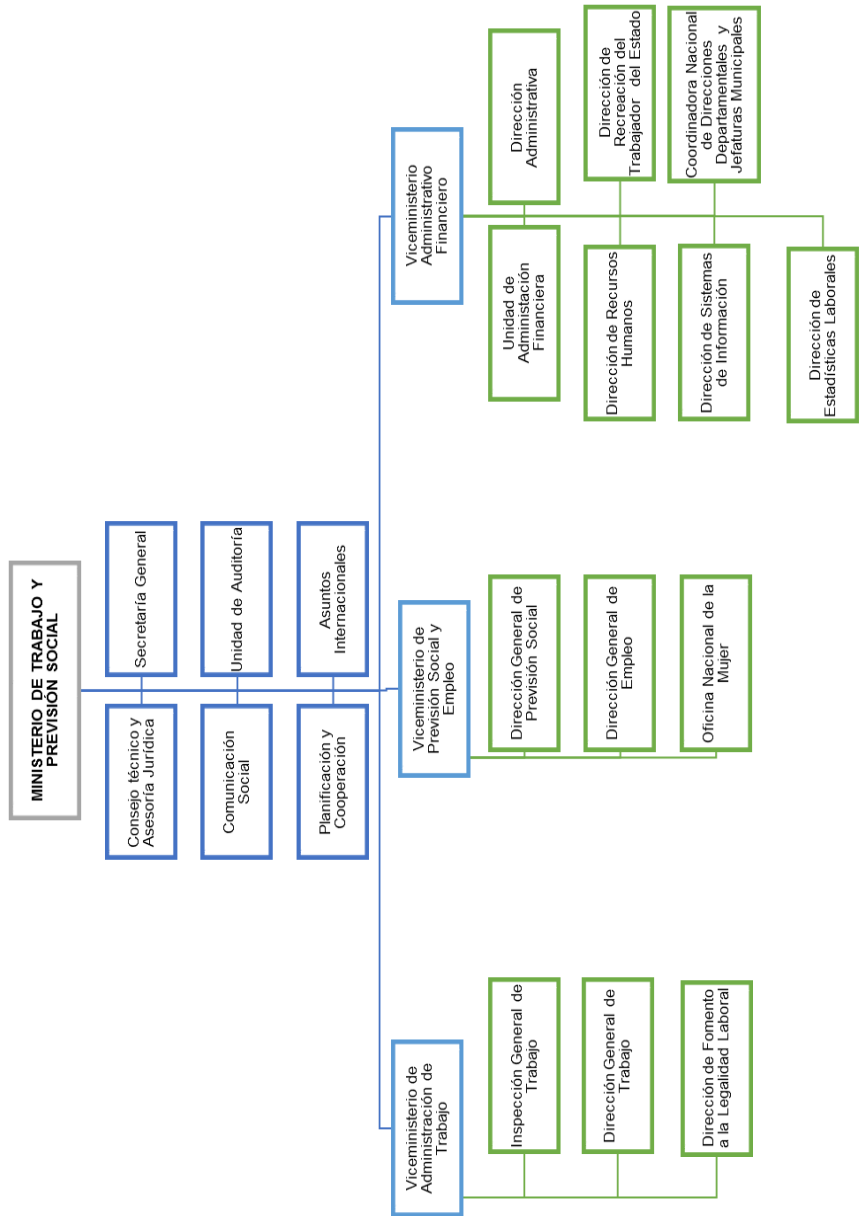 MINISTERIO DE TRABAJO Y
PREVISIÓN SOCIAL
Consejo técnico y
Asesoría Jurídica
Secretaría General
Comunicación
Social
Unidad de Auditoría
Planificación y
Cooperación
Asuntos
Internacionales
Viceministerio de
Administración de
Trabajo
Inspección General de
Trabajo
Dirección General de
Trabajo
Dirección de Fomento
a la Legalidad Laboral
Viceministerio de
Previsión Social y
Empleo
Dirección General de
Previsión Social
Dirección General de
Empleo
Oficina Nacional de la
Mujer
Viceministerio
Administrativo
Financiero
Unidad de
Administación
Financiera
Dirección
Administrativa
Dirección de Recursos
Humanos
Dirección de
Recreación del
Trabajador del Estado
Dirección de Sistemas
de Información
Coordinadora Nacional
de Direcciones
Departamentales y
Jefaturas Municipales
Dirección de
Estadísticas Laborales